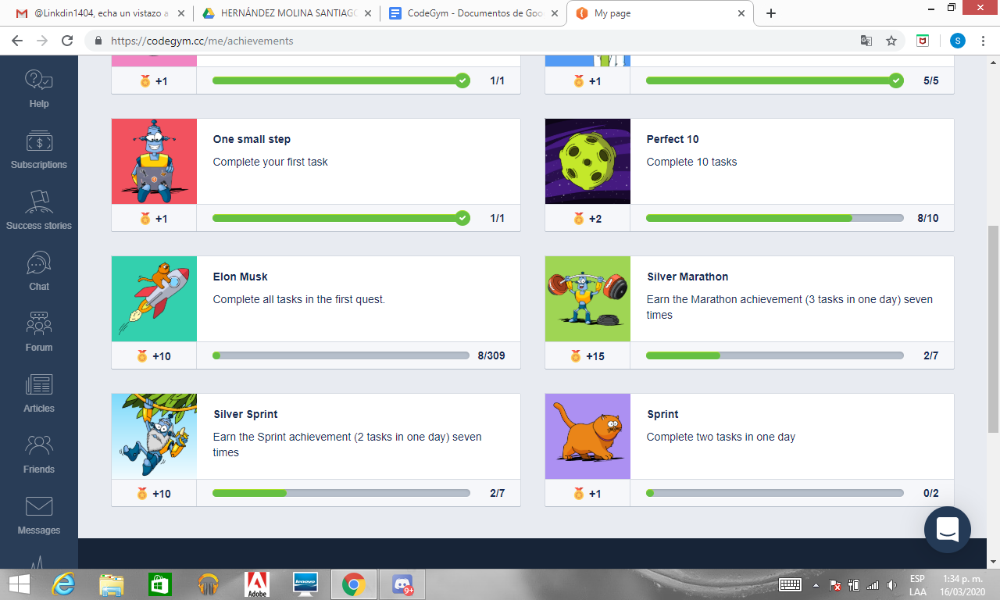 @Linkdin1404, echa un vistazo a
HERNÁNDEZ MOLINA SANTIAGO
CodeGym - Documentos de Goo
My page
https://codegym.cc/me/achievements
S
Help
Subscriptions
Success stories
Chat
Forum
Articles
Friends
Messages
+1
1/1
+1
5/5
One small step
Complete your first task
+1
1/1
Perfect 10
Complete 10 tasks
+2
8/10
Elon Musk
Complete all tasks in the first quest.
+10
8/309
Silver Marathon
Earn the Marathon achievement (3 tasks in one day) seven
times
+15
2/7
Silver Sprint
Earn the Sprint achievement (2 tasks in one day) seven
times
+10
2/7
Sprint
Complete two tasks in one day
+1
0/2
Adobe
lenovo
9+
ESP
LAA
1:34 p. m.
16/03/2020